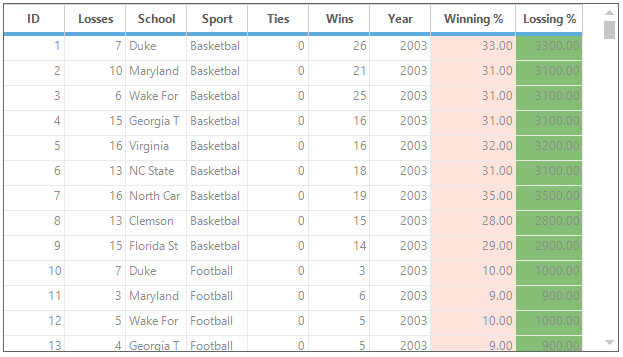 ID Losses School Sport Ties Wins Year Winning % Lossing %
1 7 Duke Basketbal 0 26 2003 33.00 3300.00
2 10 Maryland Basketbal 0 21 2003 31.00 3100.00
3 6 Wake For Basketbal 0 25 2003 31.00 3100.00
4 15 Georgia T Basketbal 0 16 2003 31.00 3100.00
5 16 Virginia Basketbal 0 16 2003 32.00 3200.00
6 13 NC State Basketbal 0 18 2003 31.00 3100.00
7 16 North Car Basketbal 0 19 2003 35.00 3500.00
8 13 Clemson Basketbal 0 15 2003 28.00 2800.00
9 15 Florida St Basketbal 0 14 2003 29.00 2900.00
10 7 Duke Football 0 3 2003 10.00 1000.00
11 3 Maryland Football 0 6 2003 9.00 900.00
12 5 Wake For Football 0 5 2003 10.00 1000.00
13 4 Georgia T Football 0 5 2003 9.00 900.00